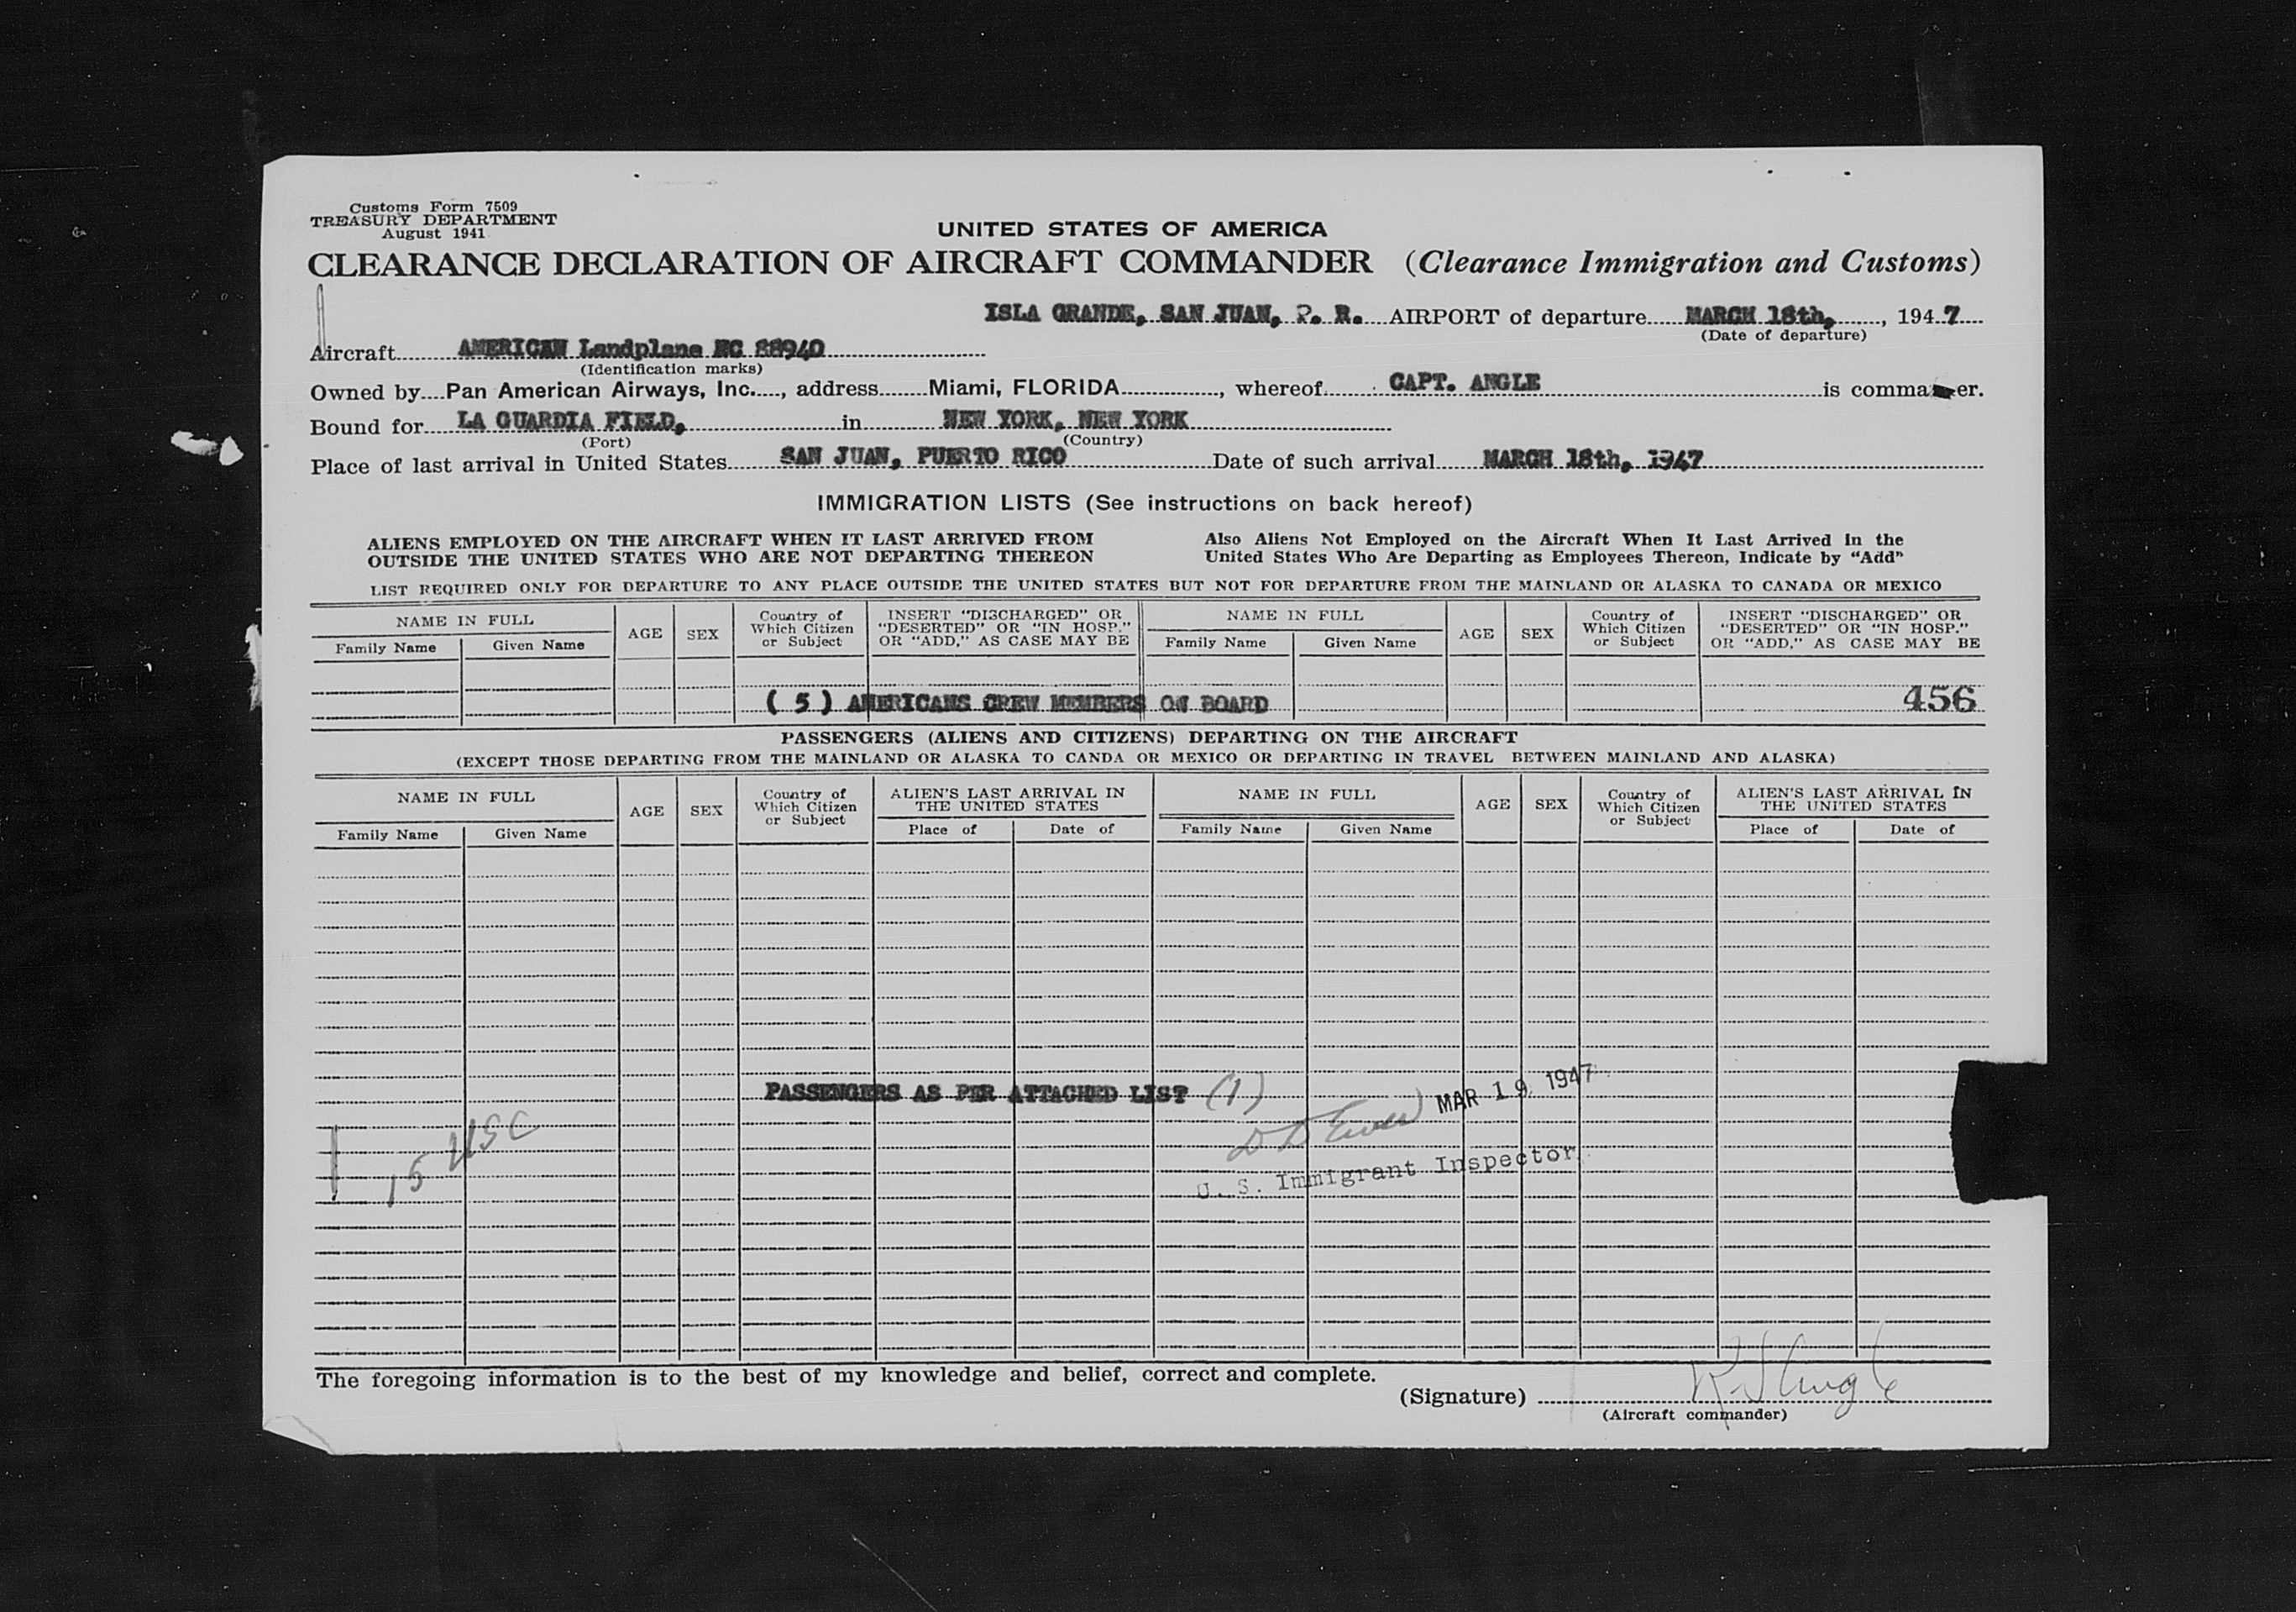 Customs Form 7509
TREASURY DEPARTMENT
August 1941
UNITED STATES OF AMERICA
CLEARANCE DECLARATION OF AIRCRAFT COMMANDER (Clearance Immigration and Customs)
ISLA GRANDE, SAN JUAN, P. R. AIRPORT of departure MARCH 18th, , 1947
(Date of departure)
Aircraft AMERICAN Landplane NC 88940
(Identification marks)
Owned by Pan American Airways, Inc. , address Miami, FLORIDA , whereof CAPT. ANGLE is commander.
Bound for LA GUARDIA FIELD, in NEW YORK, NEW YORK
(Port) (Country)
Place of last arrival in United States SAN JUAN, PUERTO RICO Date of such arrival MARCH 18th, 1947
IMMIGRATION LISTS (See instructions on back hereof)
ALIENS EMPLOYED ON THE AIRCRAFT WHEN IT LAST ARRIVED FROM
OUTSIDE THE UNITED STATES WHO ARE NOT DEPARTING THEREON
Also Aliens Not Employed on the Aircraft When It Last Arrived in the
United States Who Are Departing as Employees Thereon, Indicate by "Add"
LIST REQUIRED ONLY FOR DEPARTURE TO ANY PLACE OUTSIDE THE UNITED STATES BUT NOT FOR DEPARTURE FROM THE MAINLAND OR ALASKA TO CANADA OR MEXICO
NAME IN FULL AGE SEX Country of Which Citizen or Subject INSERT "DISCHARGED" OR "DESERTED" OR "IN HOSP." OR "ADD," AS CASE MAY BE NAME IN FULL AGE SEX Country of Which Citizen or Subject INSERT "DISCHARGED" OR "DESERTED" OR "IN HOSP." OR "ADD," AS CASE MAY BE
Family Name Given Name Family Name Given Name
( 5 ) AMERICANS CREW MEMBERS ON BOARD 456
PASSENGERS (ALIENS AND CITIZENS) DEPARTING ON THE AIRCRAFT
(EXCEPT THOSE DEPARTING FROM THE MAINLAND OR ALASKA TO CANDA OR MEXICO OR DEPARTING IN TRAVEL BETWEEN MAINLAND AND ALASKA)
NAME IN FULL AGE SEX Country of Which Citizen or Subject ALIEN'S LAST ARRIVAL IN THE UNITED STATES NAME IN FULL AGE SEX Country of Which Citizen or Subject ALIEN'S LAST ARRIVAL IN THE UNITED STATES
Family Name Given Name Place of Date of Family Name Given Name Place of Date of
PASSENGERS AS PER ATTACHED LIST (1)
MAR 19 1947
15 USC
U. S. Immigrant Inspector
The foregoing information is to the best of my knowledge and belief, correct and complete.
(Signature) R J Angle
(Aircraft commander)